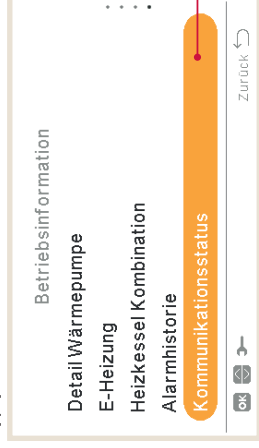 Betriebsinformation
Detail Wärmepumpe
E-Heizung
Heizkessel Kombination
Alarmhistorie
Kommunikationsstatus
OK Zurück